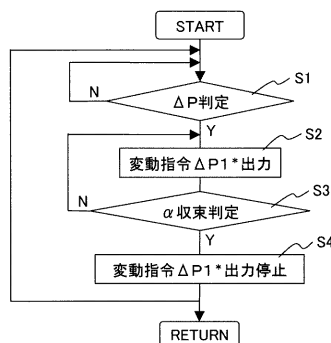 START
S1
ΔP判定
N
Y
S2
変動指令ΔP1*出力
S3
α収束判定
N
Y
S4
変動指令ΔP1*出力停止
RETURN